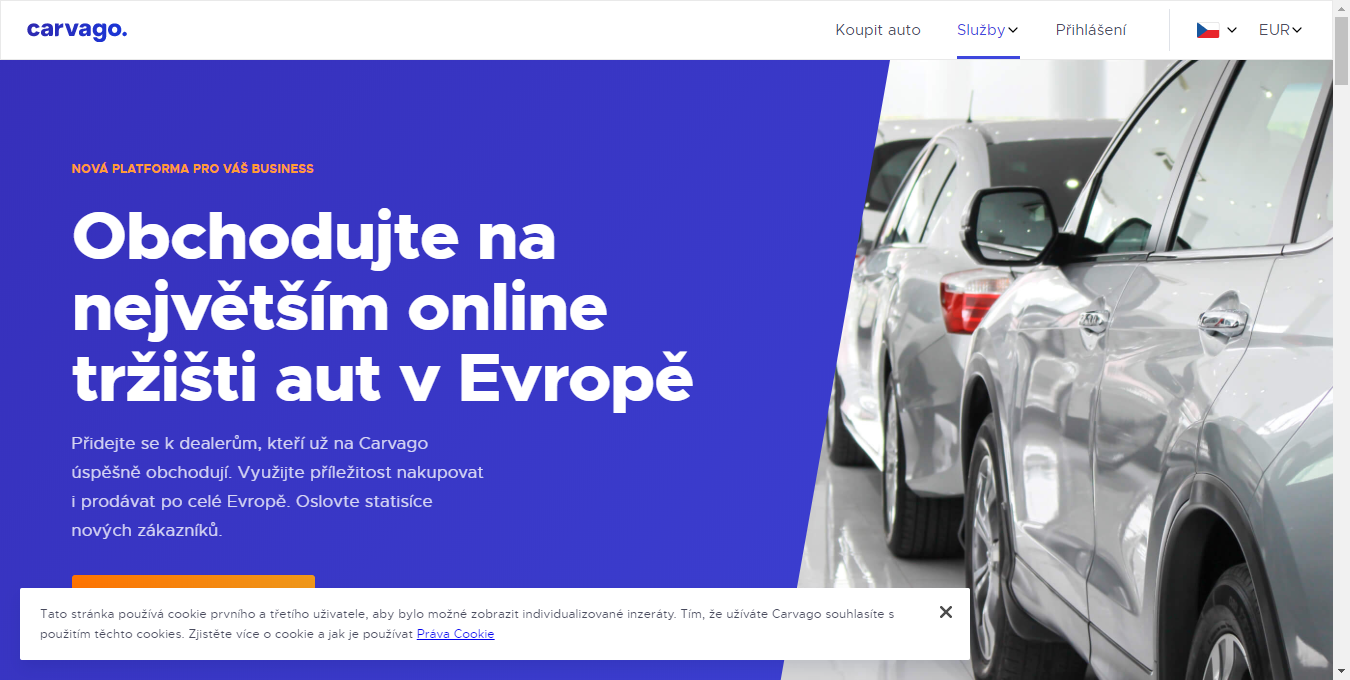 carvago.
Koupit auto
Služby
Přihlášení
EUR
NOVÁ PLATFORMA PRO VÁŠ BUSINESS
Obchodujte na
největším online
tržišti aut v Evropě
Přidejte se k dealerům, kteří už na Carvago
úspěšně obchodují. Využijte příležitost nakupovat
i prodávat po celé Evropě. Oslovte statisíce
nových zákazníků.
Tato stránka používá cookie prvního a třetího uživatele, aby bylo možné zobrazit individualizované inzeráty. Tím, že užíváte Carvago souhlasíte s
použitím těchto cookies. Zjistěte více o cookie a jak je používat Práva Cookie